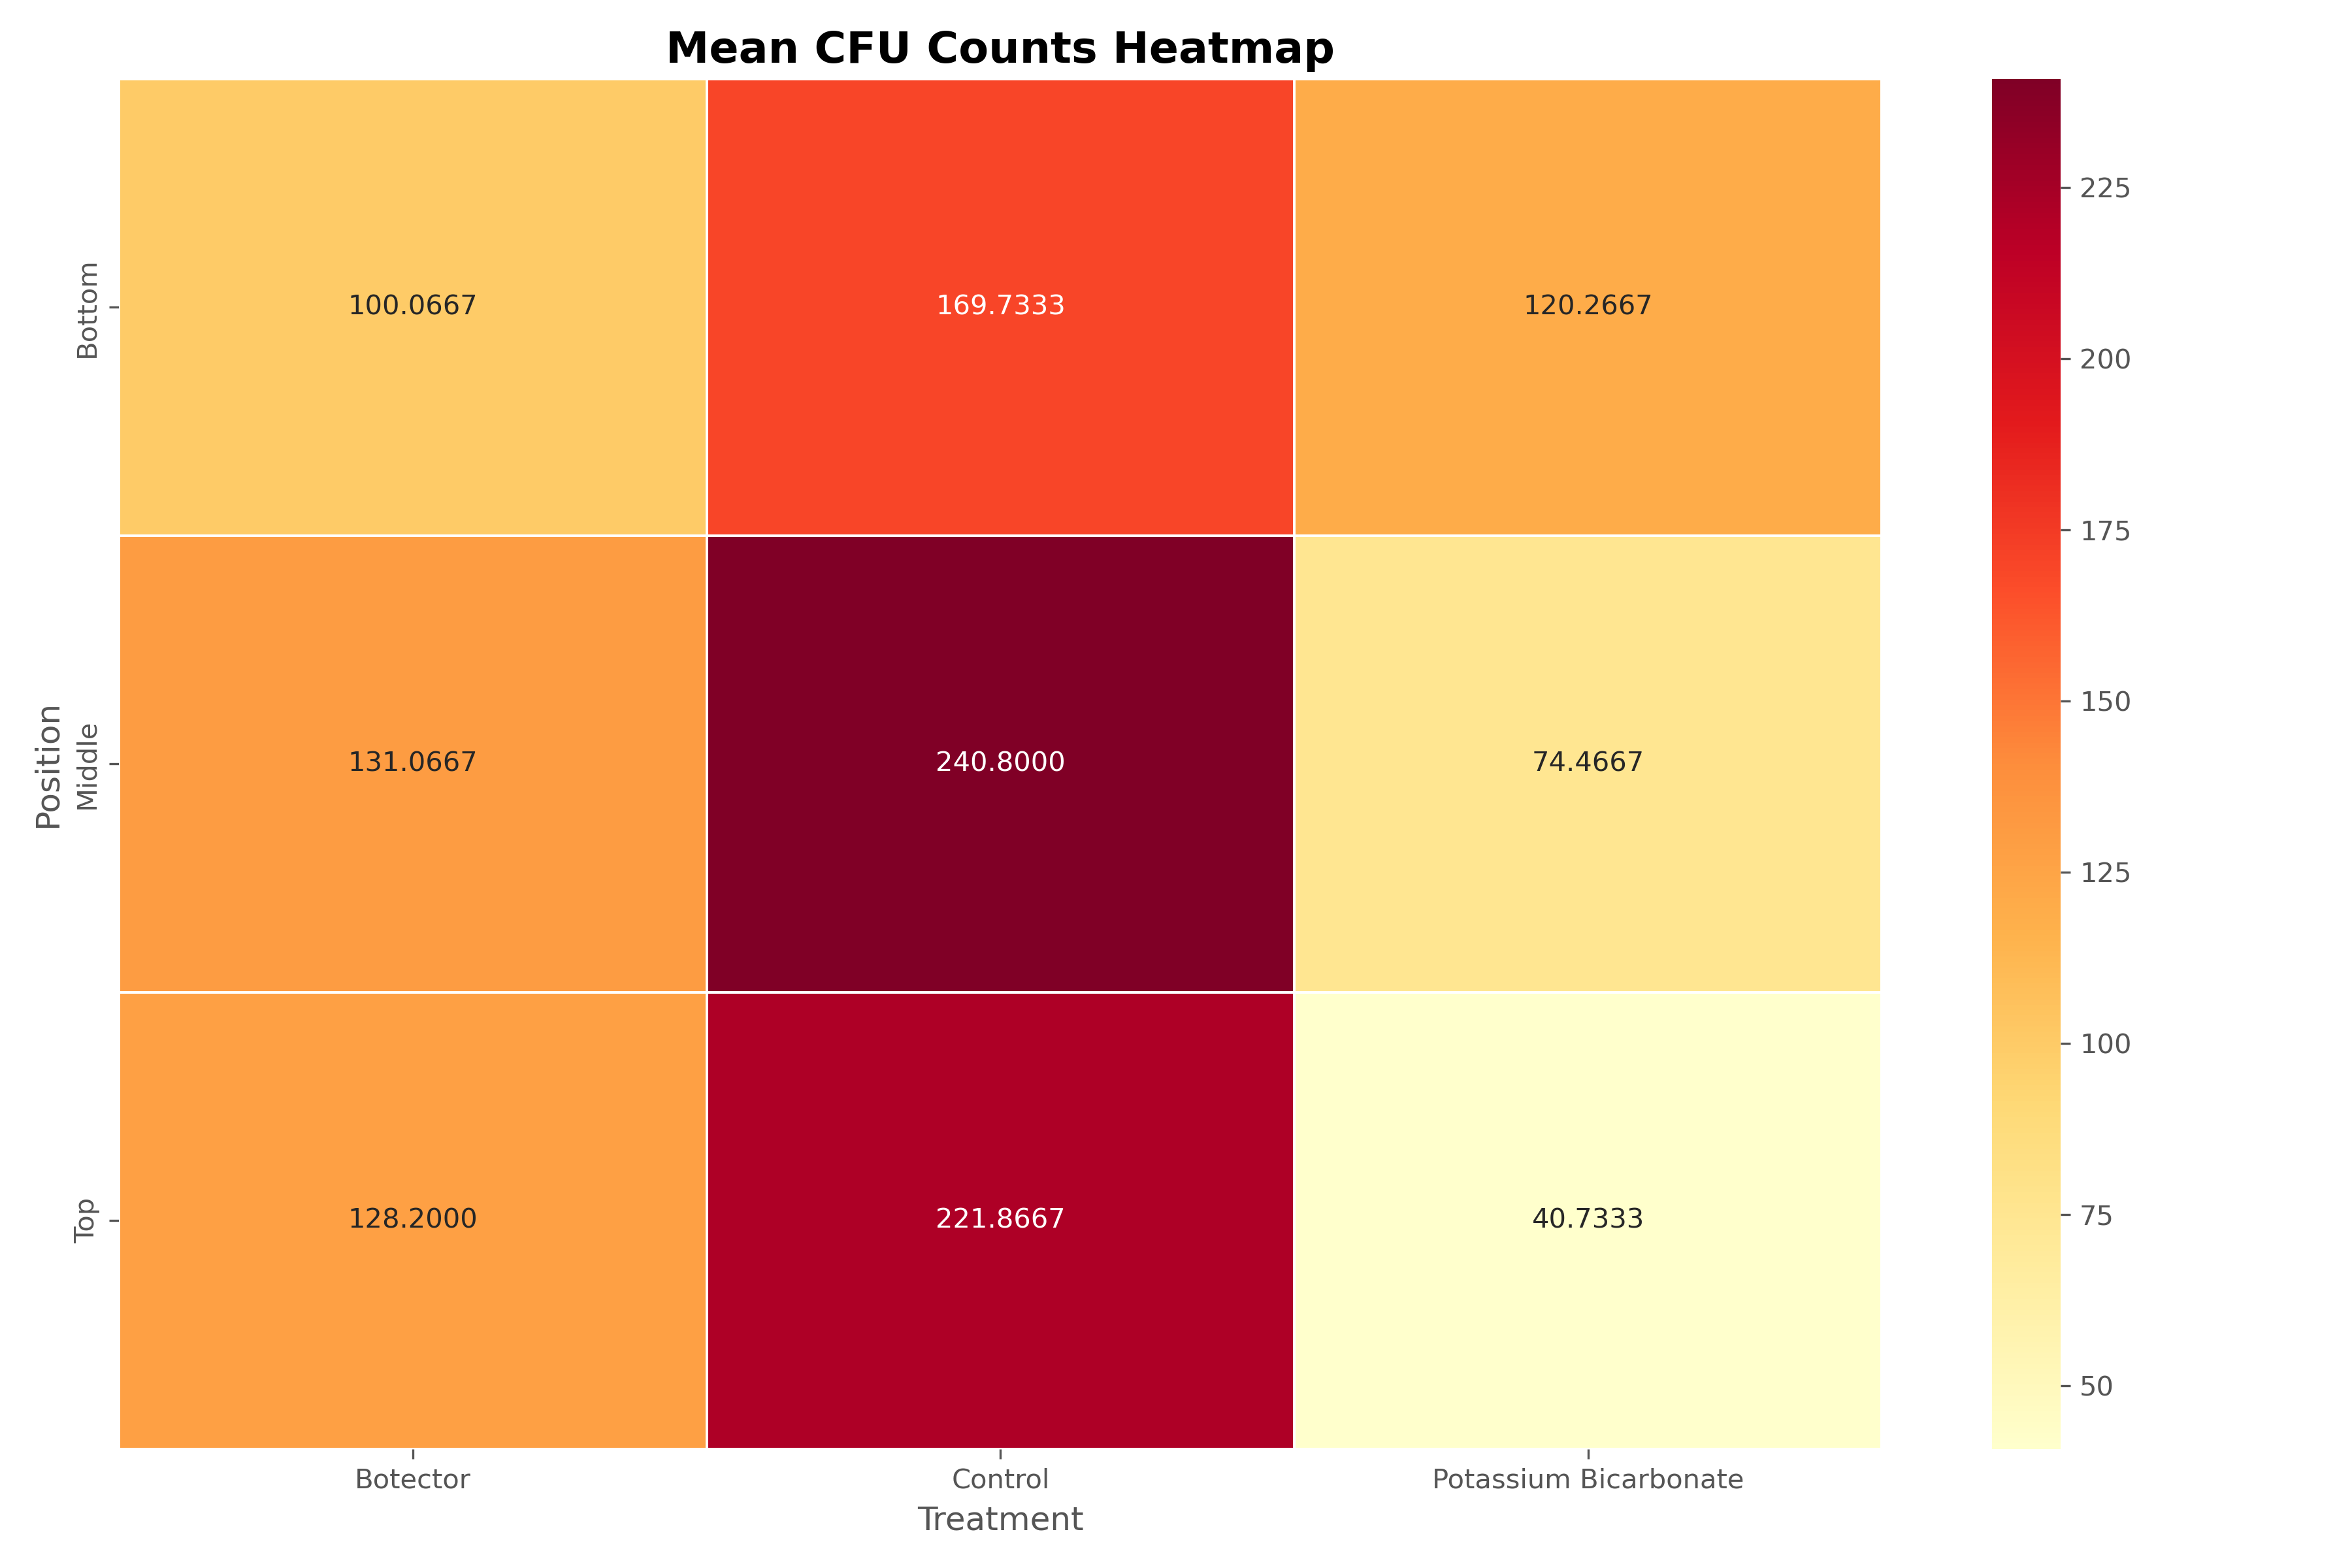 Mean CFU Counts Heatmap
Position
Bottom
100.0667
169.7333
120.2667
Middle
131.0667
240.8000
74.4667
Top
128.2000
221.8667
40.7333
Botector
Control
Potassium Bicarbonate
Treatment
225
200
175
150
125
100
75
50